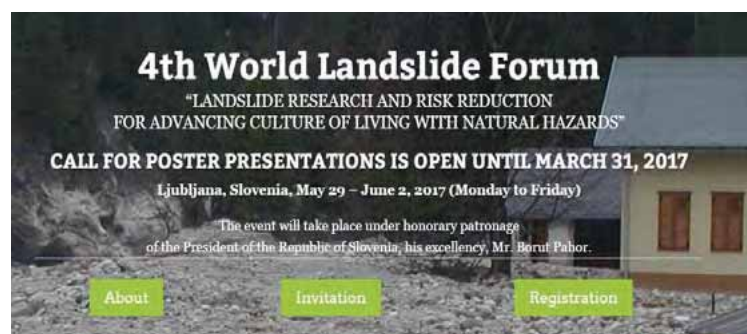 4th World Landslide Forum
“LANDSLIDE RESEARCH AND RISK REDUCTION
FOR ADVANCING CULTURE OF LIVING WITH NATURAL HAZARDS”
CALL FOR POSTER PRESENTATIONS IS OPEN UNTIL MARCH 31, 2017
Ljubljana, Slovenia, May 29 – June 2, 2017 (Monday to Friday)
The event will take place under honorary patronage
of the President of the Republic of Slovenia, his excellency, Mr. Borut Pahor.
About Invitation Registration